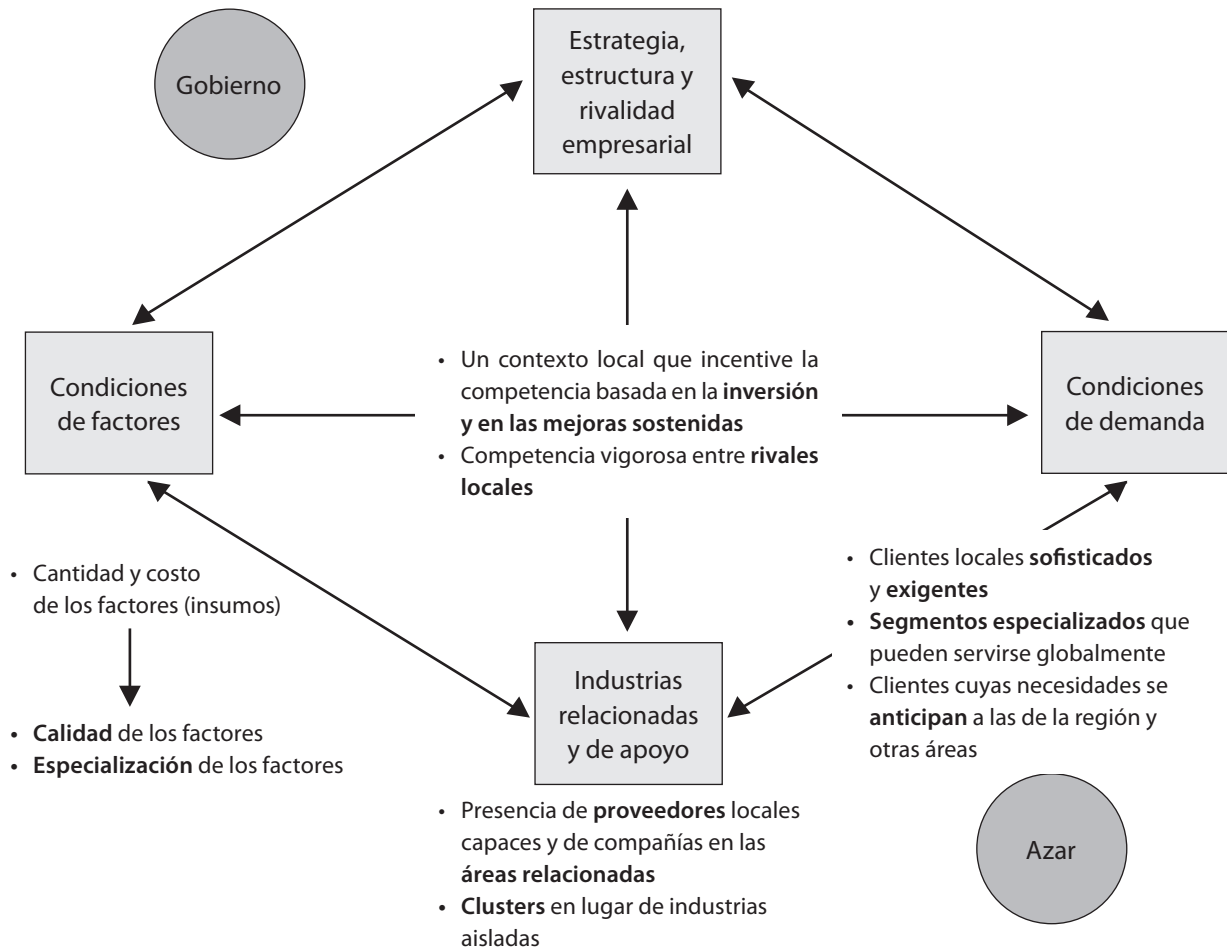 Gobierno
Estrategia,
estructura y
rivalidad
empresarial
Condiciones
de factores
• Un contexto local que incentive la
competencia basada en la inversión
y en las mejoras sostenidas
• Competencia vigorosa entre rivales
locales
Condiciones
de demanda
• Cantidad y costo
de los factores (insumos)
• Calidad de los factores
• Especialización de los factores
Industrias
relacionadas
y de apoyo
• Clientes locales sofisticados
y exigentes
• Segmentos especializados que
pueden servirse globalmente
• Clientes cuyas necesidades se
anticipan a las de la región y
otras áreas
• Presencia de proveedores locales
capaces y de compañías en las
áreas relacionadas
• Clusters en lugar de industrias
aisladas
Azar